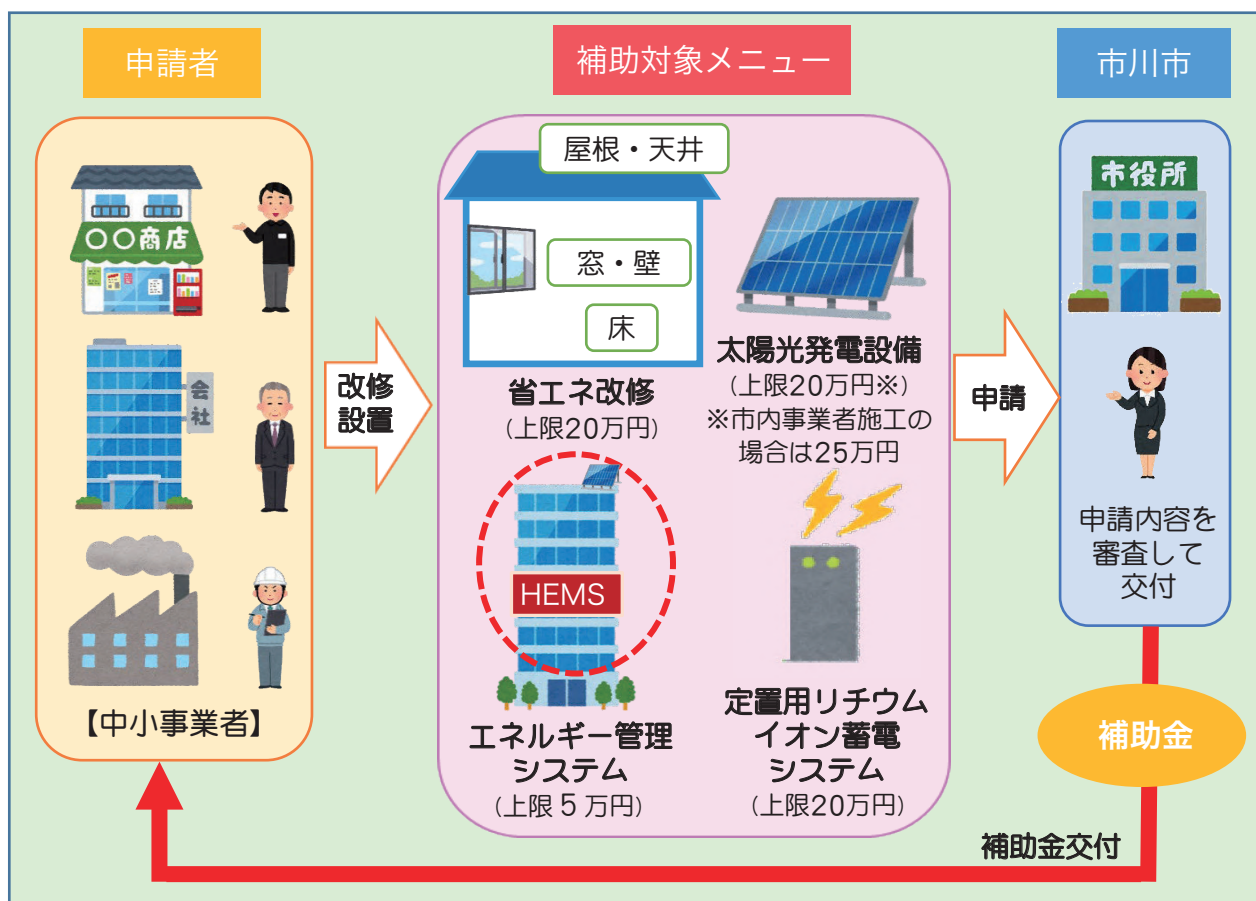 申請者
補助対象メニュー
市川市
〇〇商店
会
社
【中小事業者】
改修
設置
屋根・天井
窓・壁
床
省エネ改修
(上限20万円)
太陽光発電設備
(上限20万円※)
※市内事業者施工の
場合は25万円
HEMS
エネルギー管理
システム
(上限5万円)
定置用リチウム
イオン蓄電
システム
(上限20万円)
申請
市役所
申請内容を
審査して
交付
補助金
補助金交付